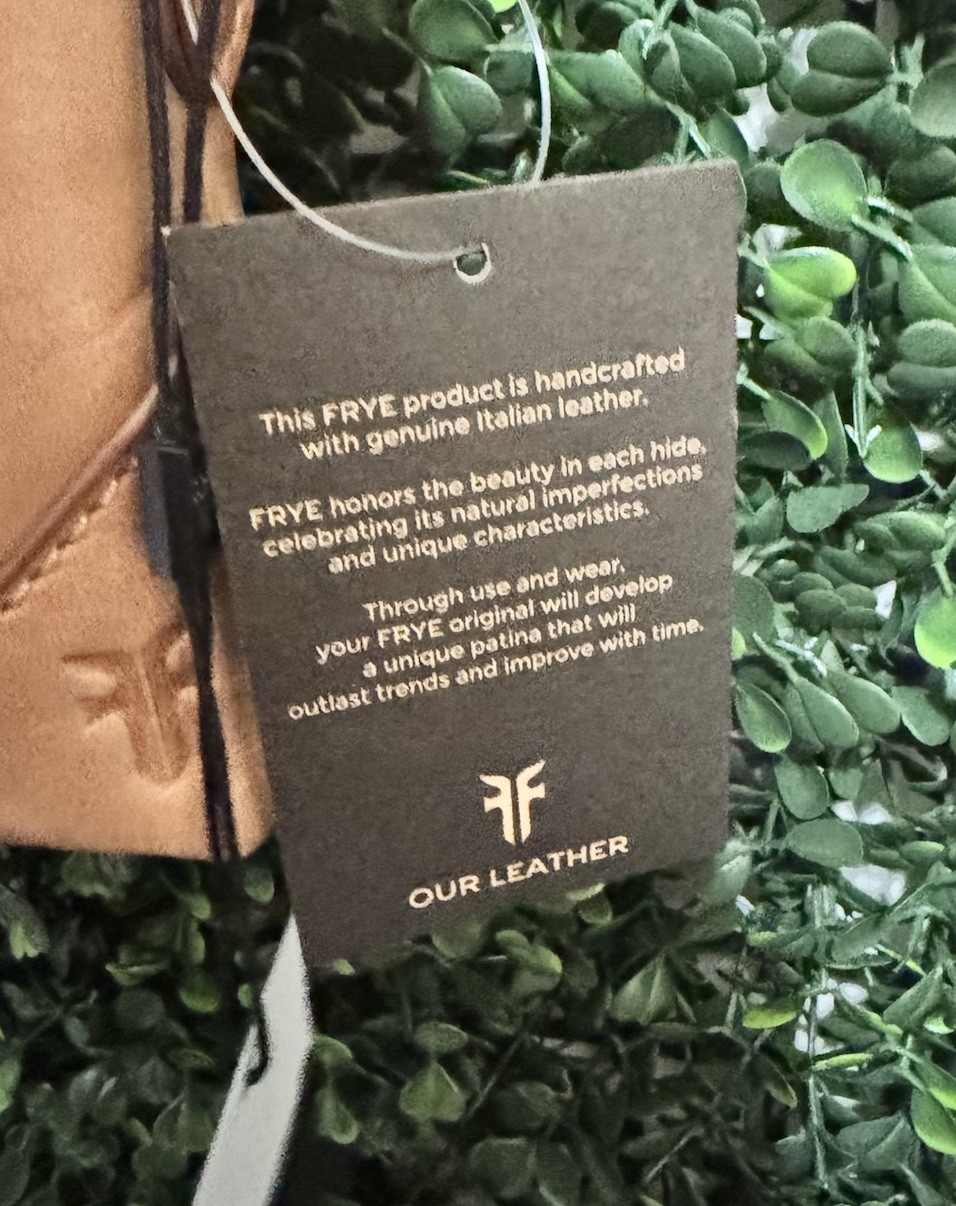 This FRYE product is handcrafted
with genuine Italian leather.
FRYE honors the beauty in each hide,
celebrating its natural imperfections
and unique characteristics.
Through use and wear,
your FRYE original will develop
a unique patina that will
outlast trends and improve with time.
OUR LEATHER